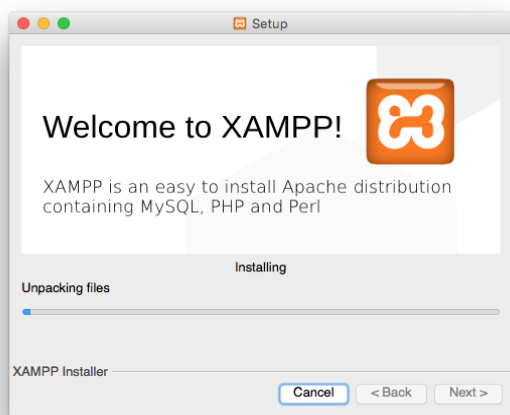 Setup
Welcome to XAMPP!
XAMPP is an easy to install Apache distribution
containing MySQL, PHP and Perl
Installing
Unpacking files
XAMPP Installer
Cancel < Back Next >